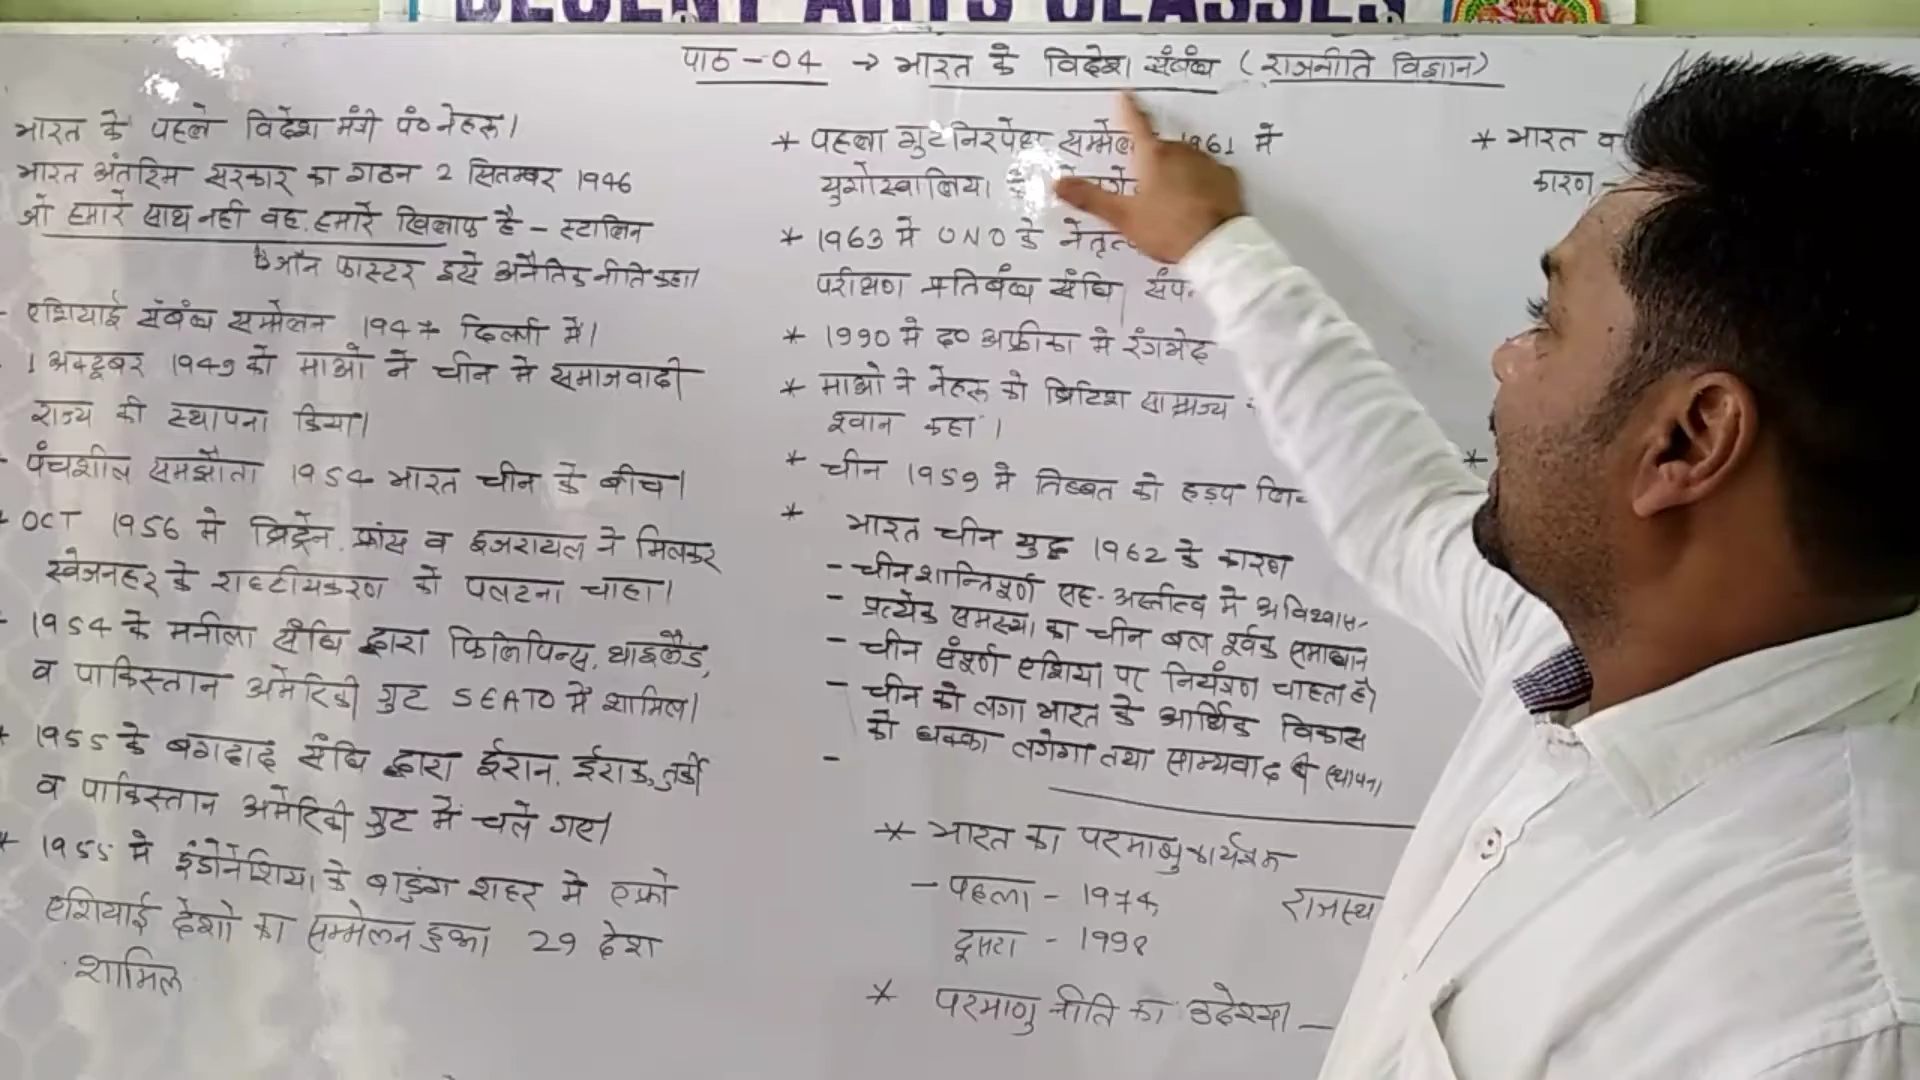 DECENT ARTS CLASSES
पाठ -04 → भारत के विदेश संबंध (राजनीति विज्ञान)
भारत के पहले विदेश मंत्री पं० नेहरू।
भारत अंतरिम सरकार का गठन 2 सितम्बर 1946
जो हमारे साथ नहीं वह हमारे खिलाफ है - स्टालिन
जॉन फास्टर इसे अनैतिक नीति कहा।
- एशियाई संबंध सम्मेलन 1947 दिल्ली में।
- 1 अक्टूबर 1949 को माओ ने चीन में समाजवादी
राज्य की स्थापना किया।
- पंचशील समझौता 1954 भारत चीन के बीच।
* OCT 1956 में ब्रिट्रेन, फ्रांस व इजरायल ने मिलकर
स्वेजनहर के राष्ट्रीयकरण को पलटना चाहा।
- 1954 के मनीला संधि द्वारा फिलिपिन्स, थाइलैंड,
व पाकिस्तान अमेरिकी गुट SEATO में शामिल।
* 1955 के बगदाद संधि द्वारा ईरान, ईराक, तुर्की
व पाकिस्तान अमेरिकी गुट में चले गए।
* 1955 में इंडोनेशिया के बाडुंग शहर में एफ्रो
एशियाई देशो का सम्मेलन हुआ 29 देश
शामिल
* पहला गुटनिरपेक्ष 1961 में
युगोस्वालिया
* 1963 में UNO के
परीक्षण प्रतिबंध संधि
* 1990 में द० अफ्रीका में रंगभेद
* माओ ने नेहरू को ब्रिटिश साम्राज्य
श्वान कहा।
* चीन 1959 में तिब्बत को हड़प
* भारत चीन युद्ध 1962 के कारण
- चीन शान्तिपूर्ण सह-अस्तीत्व में अविश्वास
- प्रत्येक समस्या का चीन बल पूर्वक समाधान
- चीन संपूर्ण एशिया पर नियंत्रण चाहता है।
- चीन को लगा भारत के आर्थिक विकास
को धक्का लगेगा तथा साम्यवाद की स्थापना
-
* भारत का परमाणु कार्यक्रम
- पहला - 1974
दूसरा - 1998
* परमाणु नीति का उदेश्य। -
* भारत
कारण -
*